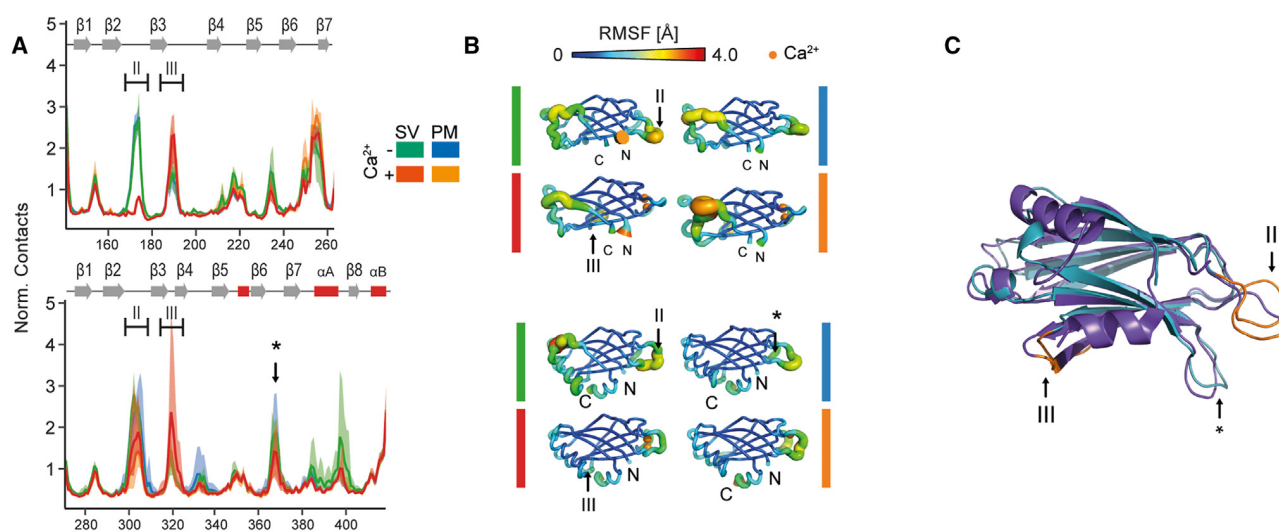 A
B
C
Norm. Contacts
β1 β2 β3 β4 β5 β6 β7
II III
5
4
3
2
1
140 160 180 200 220 240 260
SV PM
Ca²⁺
-
+
β1 β2 β3 β4 β5 β6 β7 αA β8 αB
II III
*
5
4
3
2
1
280 300 320 340 360 380 400
RMSF [Å]
0 4.0 Ca²⁺
II
C N C N
III C N C N
II *
C N C N
III N C N
II
III
*